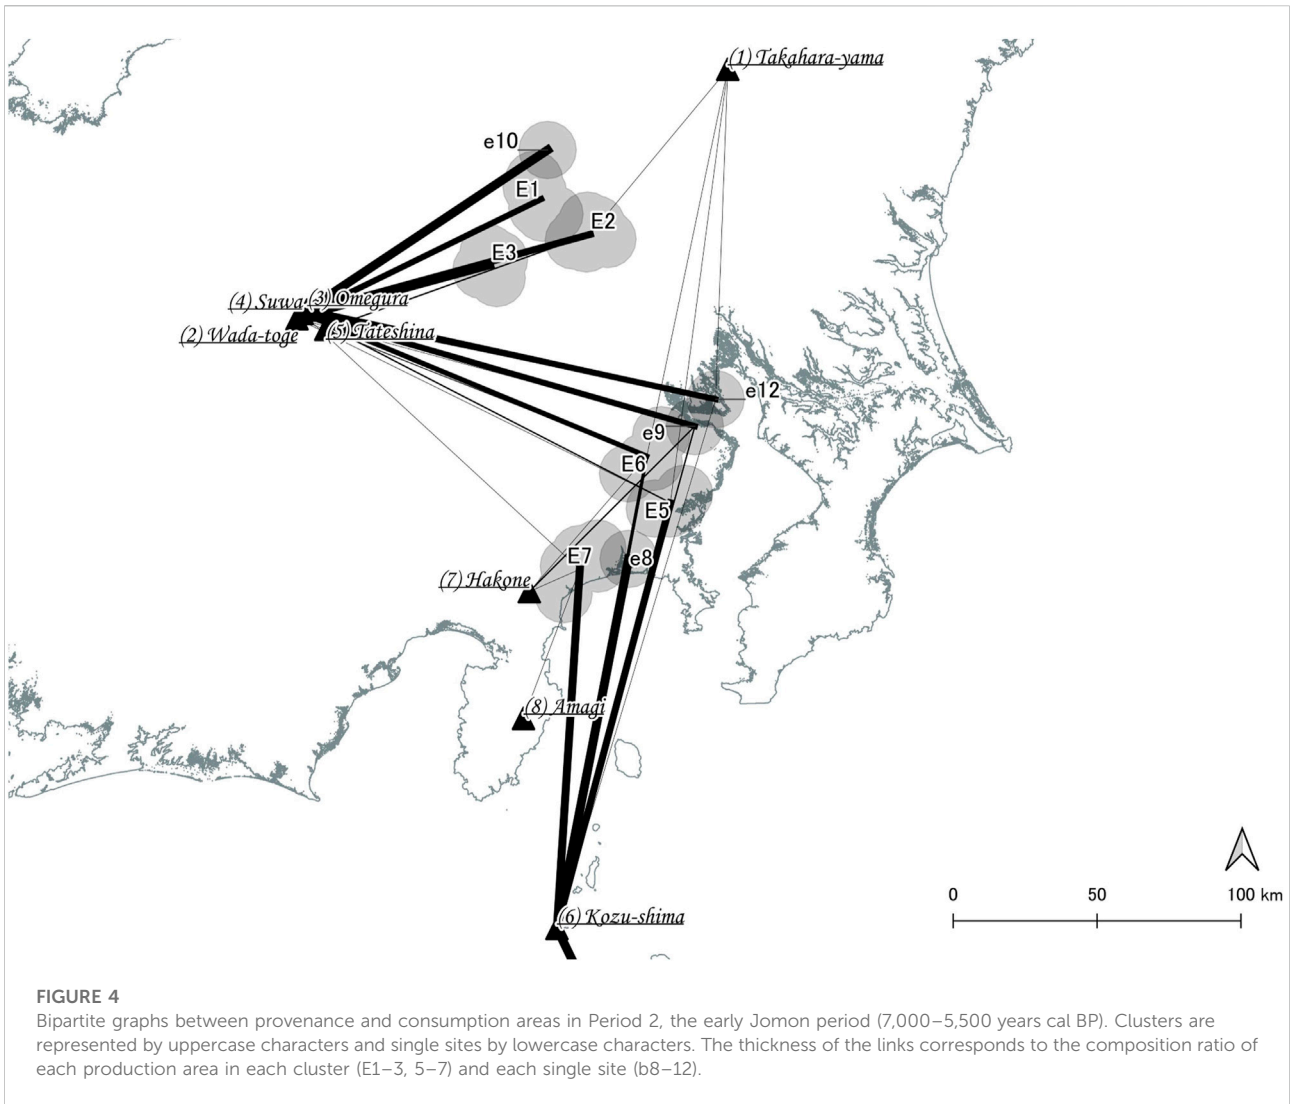 (1) Takahara-yama
e10
E1
E2
E3
(4) Suwa
(3) Omegura
(2) Wada-toge
(5) Tateshina
e12
e9
E6
E5
E7
e8
(7) Hakone
(8) Amagi
(6) Kozu-shima
0 50 100 km
FIGURE 4
Bipartite graphs between provenance and consumption areas in Period 2, the early Jomon period (7,000–5,500 years cal BP). Clusters are
represented by uppercase characters and single sites by lowercase characters. The thickness of the links corresponds to the composition ratio of
each production area in each cluster (E1–3, 5–7) and each single site (b8–12).